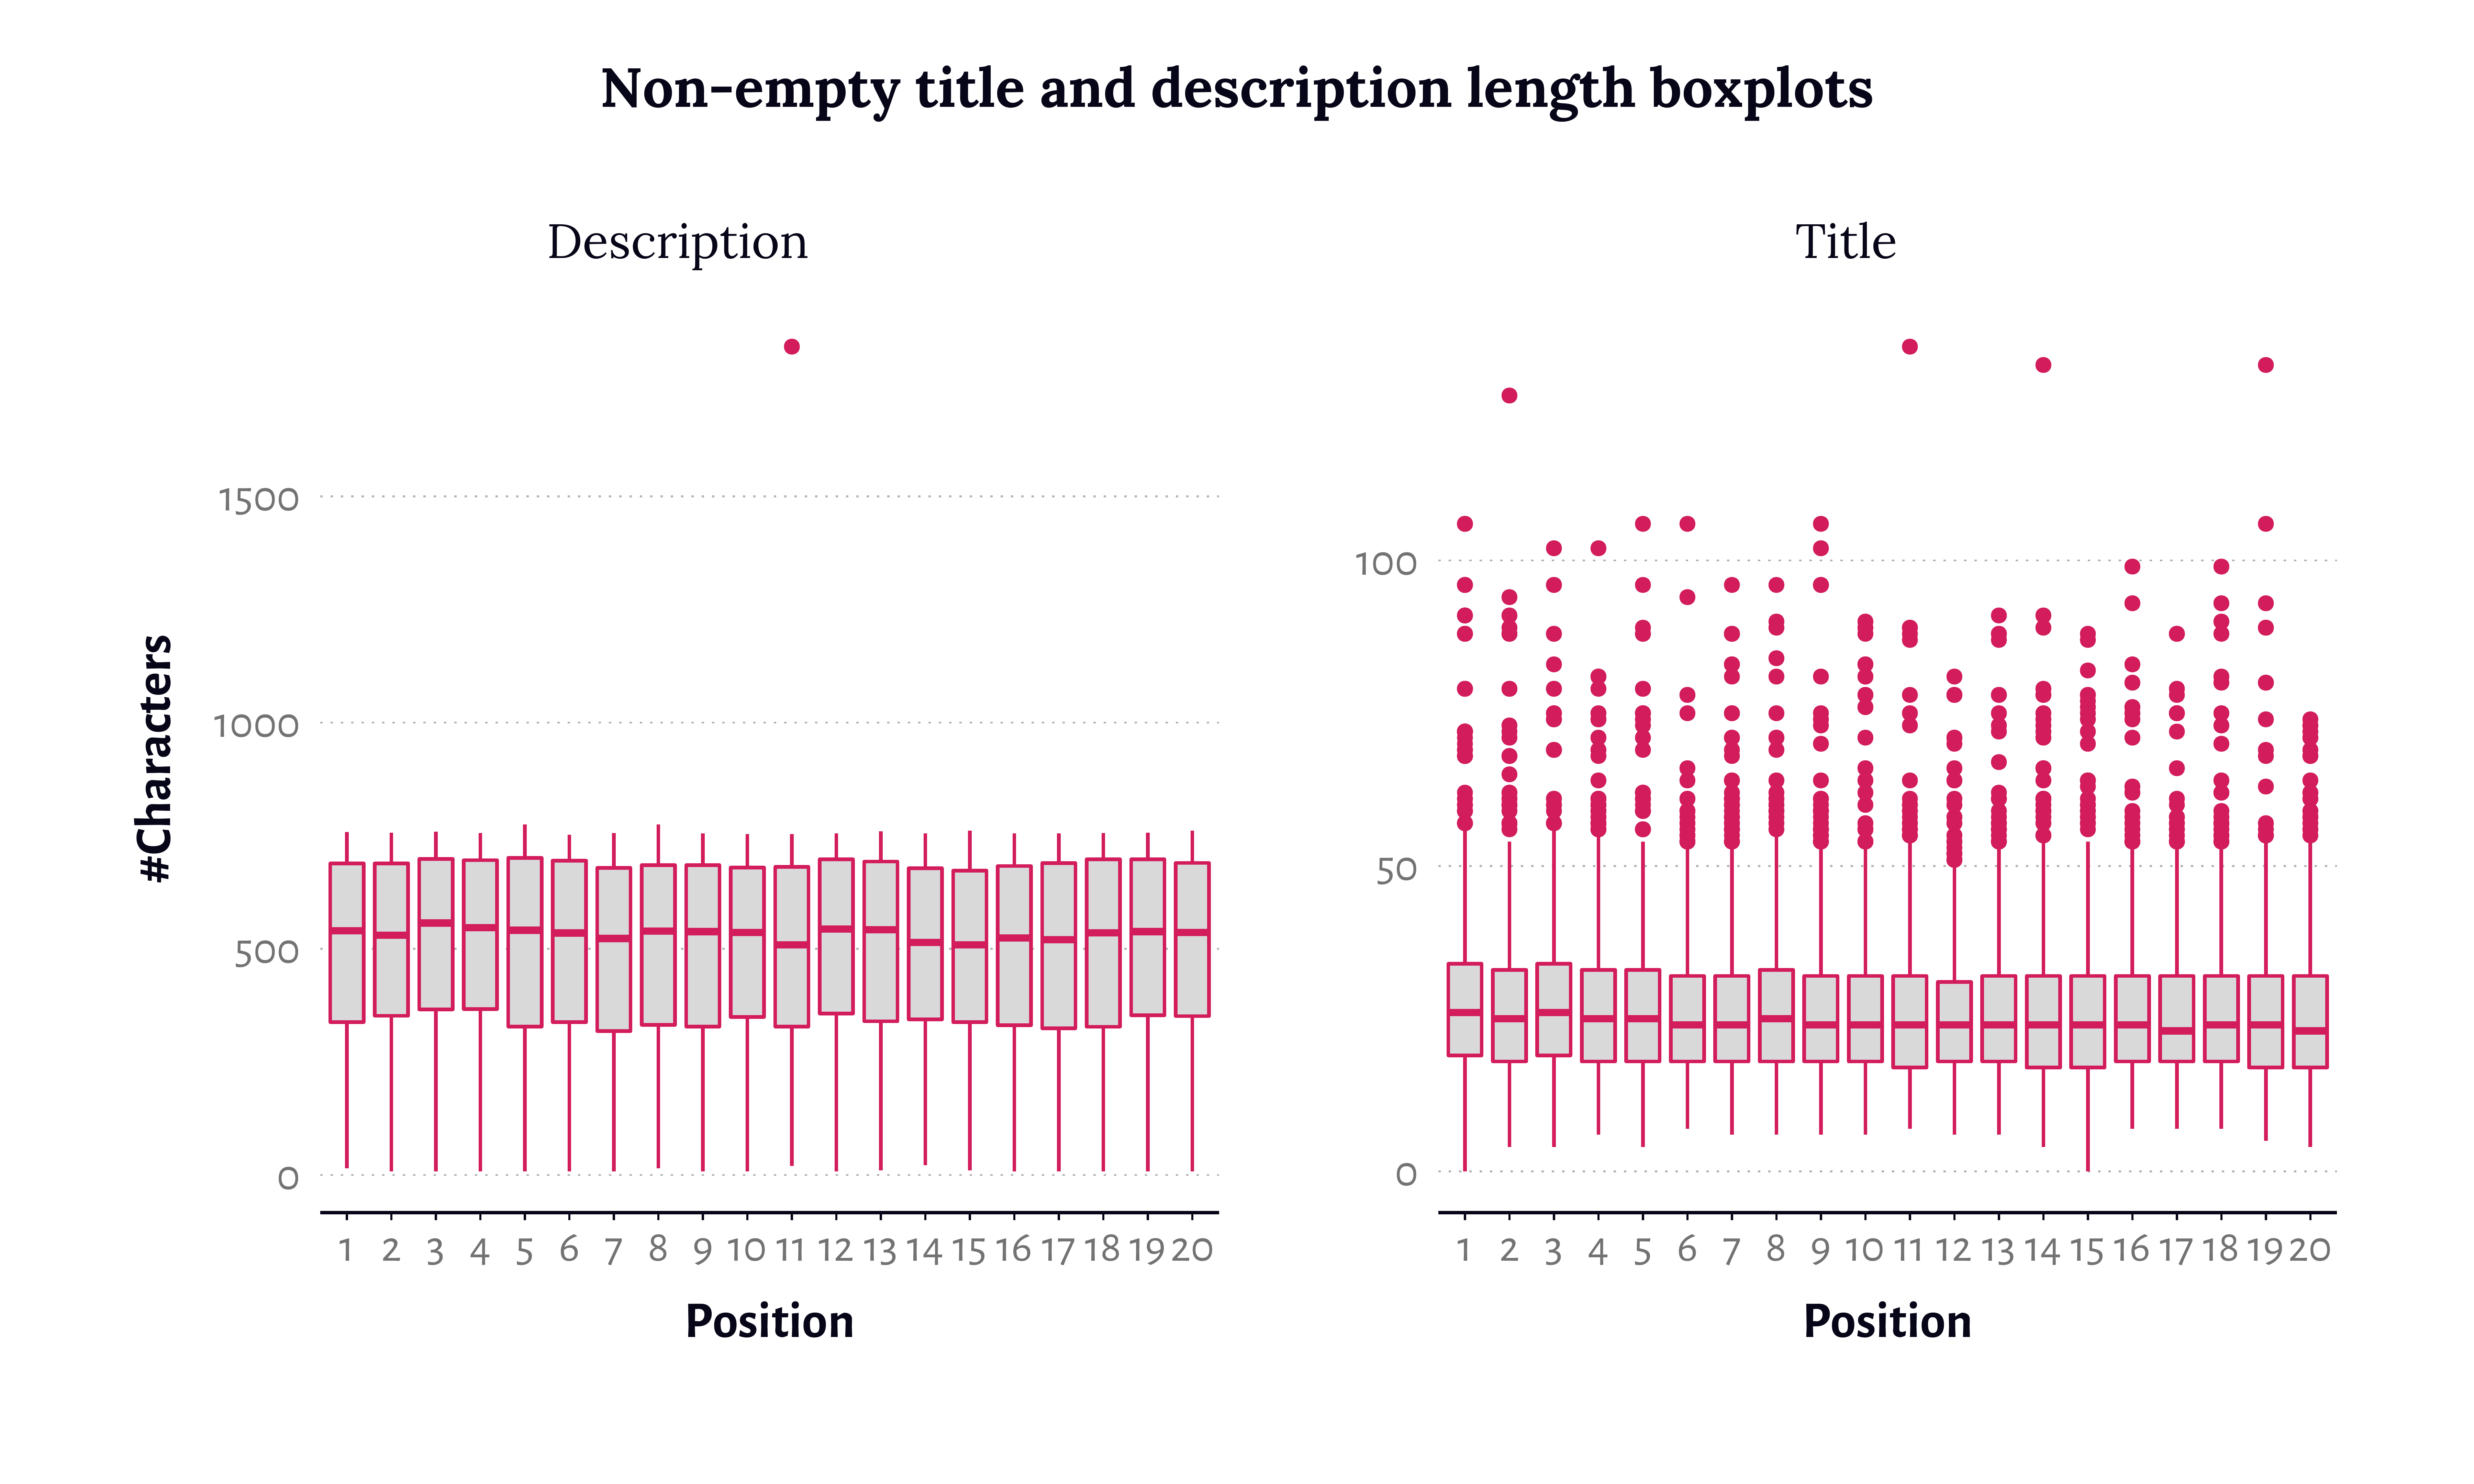 Non-empty title and description length boxplots
Description
Title
#Characters
1500
1000
500
0
100
50
0
1 2 3 4 5 6 7 8 9 10 11 12 13 14 15 16 17 18 19 20
1 2 3 4 5 6 7 8 9 10 11 12 13 14 15 16 17 18 19 20
Position
Position